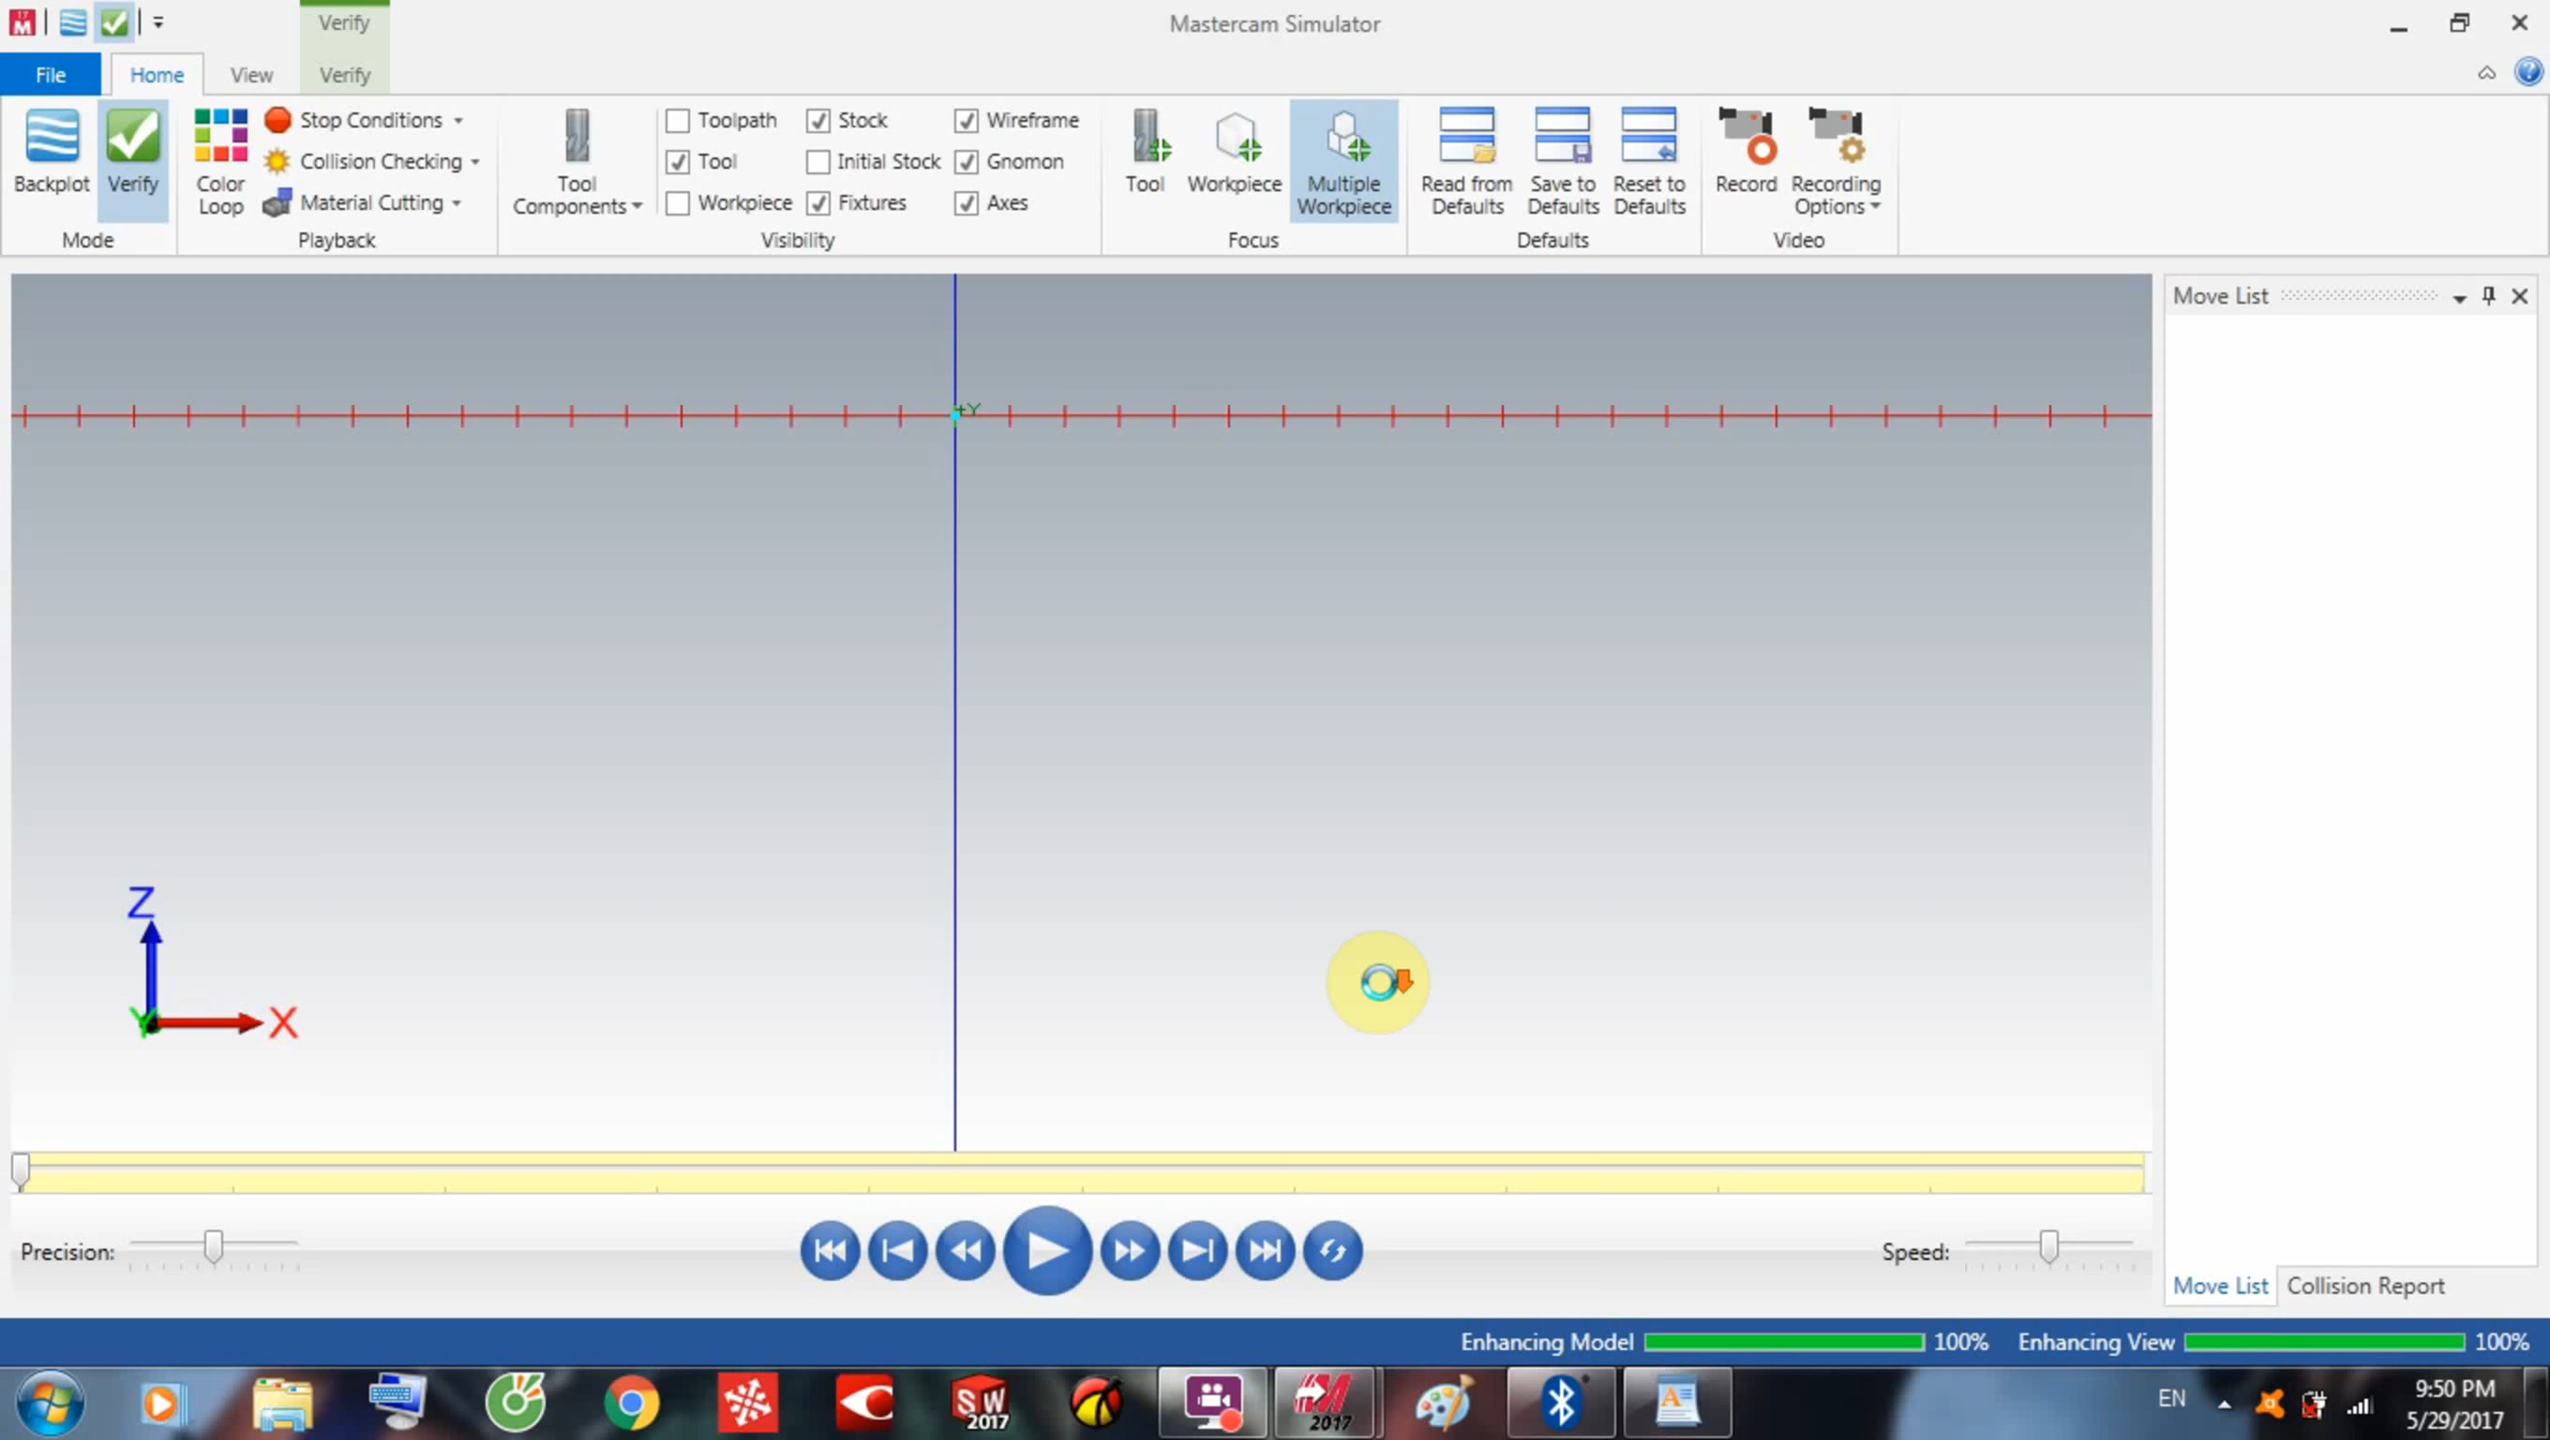 17
M
Verify
Mastercam Simulator
File
Home
View
Verify
Backplot
Verify
Mode
Color
Loop
Stop Conditions
Collision Checking
Material Cutting
Playback
Tool
Components
Toolpath
Stock
Wireframe
Tool
Initial Stock
Gnomon
Workpiece
Fixtures
Axes
Visibility
Tool
Workpiece
Multiple
Workpiece
Focus
Read from
Defaults
Save to
Defaults
Reset to
Defaults
Defaults
Record
Recording
Options
Video
Move List
+Y
Z
Y
X
Precision:
Speed:
Move List
Collision Report
Enhancing Model
100%
Enhancing View
100%
SW
2017
M
2017
A
EN
9:50 PM
5/29/2017